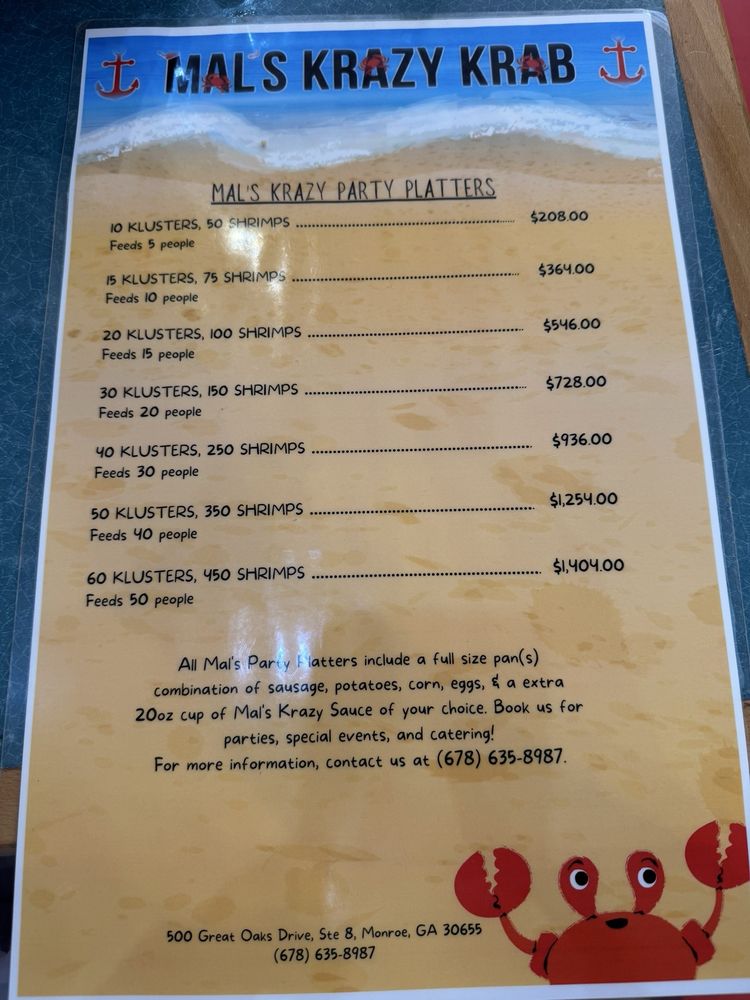 MAL'S KRAZY KRAB
MAL'S KRAZY PARTY PLATTERS
10 KLUSTERS, 50 SHRIMPS ........ $208.00
Feeds 5 people
15 KLUSTERS, 75 SHRIMPS ........ $364.00
Feeds 10 people
20 KLUSTERS, 100 SHRIMPS ........ $546.00
Feeds 15 people
30 KLUSTERS, 150 SHRIMPS ........ $728.00
Feeds 20 people
40 KLUSTERS, 250 SHRIMPS ........ $936.00
Feeds 30 people
50 KLUSTERS, 350 SHRIMPS ........ $1,254.00
Feeds 40 people
60 KLUSTERS, 450 SHRIMPS ........ $1,404.00
Feeds 50 people
All Mal's Party Platters include a full size pan(s)
combination of sausage, potatoes, corn, eggs, & a extra
20oz cup of Mal's Krazy Sauce of your choice. Book us for
parties, special events, and catering!
For more information, contact us at (678) 635-8987.
500 Great Oaks Drive, Ste 8, Monroe, GA 30655
(678) 635-8987